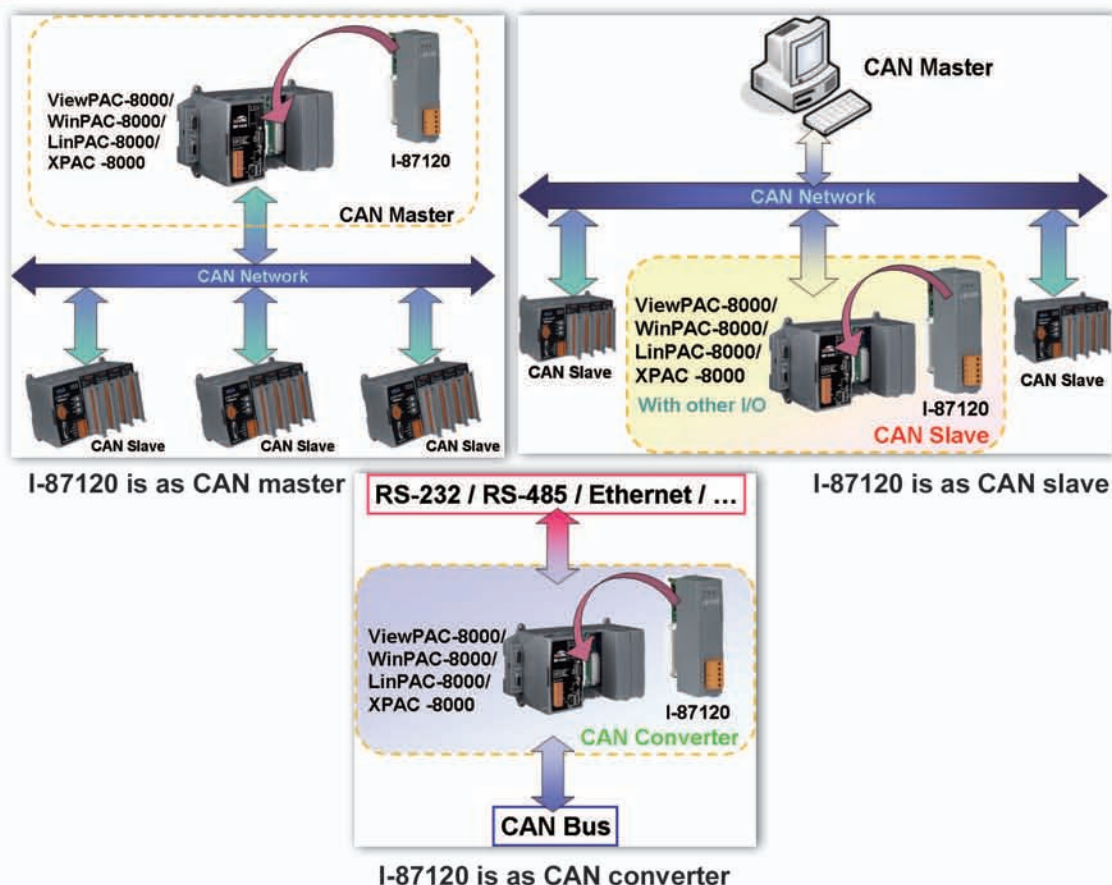 ViewPAC-8000/
WinPAC-8000/
LinPAC-8000/
XPAC -8000
I-87120
CAN Master
CAN Network
CAN Slave
CAN Slave
CAN Slave
I-87120 is as CAN master
CAN Master
CAN Network
CAN Slave
ViewPAC-8000/
WinPAC-8000/
LinPAC-8000/
XPAC -8000
With other I/O
I-87120
CAN Slave
CAN Slave
I-87120 is as CAN slave
RS-232 / RS-485 / Ethernet / ...
ViewPAC-8000/
WinPAC-8000/
LinPAC-8000/
XPAC -8000
I-87120
CAN Converter
CAN Bus
I-87120 is as CAN converter